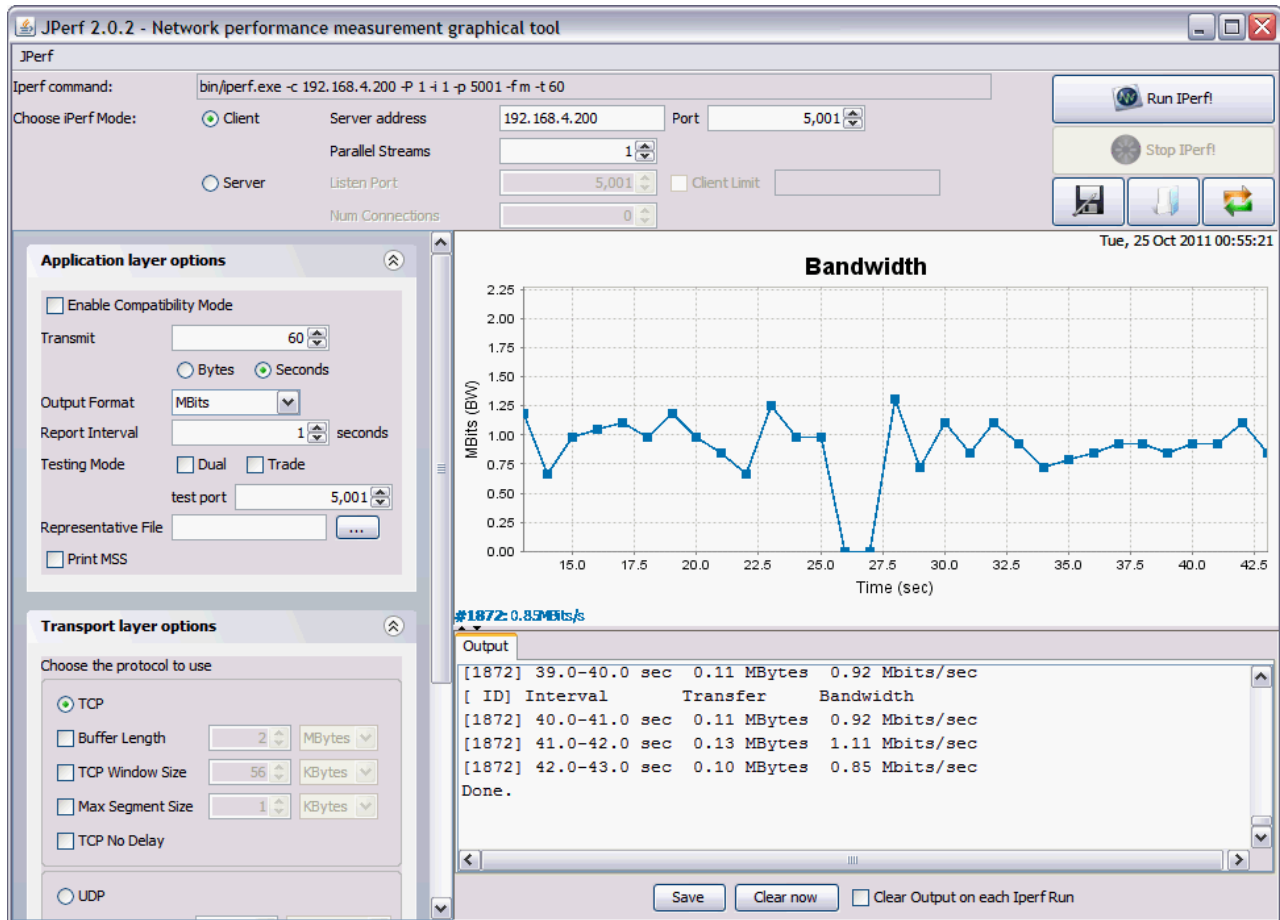 JPerf 2.0.2 - Network performance measurement graphical tool
JPerf
Iperf command: bin/iperf.exe -c 192.168.4.200 -P 1 -i 1 -p 5001 -f m -t 60
Choose iPerf Mode: Client Server address 192.168.4.200 Port 5,001
Parallel Streams 1
Server Listen Port 5,001 Client Limit
Num Connections 0
Run IPerf!
Stop IPerf!
Application layer options
Enable Compatibility Mode
Transmit 60
Bytes Seconds
Output Format MBits
Report Interval 1 seconds
Testing Mode Dual Trade
test port 5,001
Representative File ...
Print MSS
Transport layer options
Choose the protocol to use
TCP
Buffer Length 2 MBytes
TCP Window Size 56 KBytes
Max Segment Size 1 KBytes
TCP No Delay
UDP
Tue, 25 Oct 2011 00:55:21
Bandwidth
2.25
2.00
1.75
1.50
1.25
1.00
0.75
0.50
0.25
0.00
MBits (BW)
15.0 17.5 20.0 22.5 25.0 27.5 30.0 32.5 35.0 37.5 40.0 42.5
Time (sec)
#1872: 0.85MBits/s
Output
[1872] 39.0-40.0 sec 0.11 MBytes 0.92 Mbits/sec
[ ID] Interval Transfer Bandwidth
[1872] 40.0-41.0 sec 0.11 MBytes 0.92 Mbits/sec
[1872] 41.0-42.0 sec 0.13 MBytes 1.11 Mbits/sec
[1872] 42.0-43.0 sec 0.10 MBytes 0.85 Mbits/sec
Done.
Save Clear now Clear Output on each Iperf Run